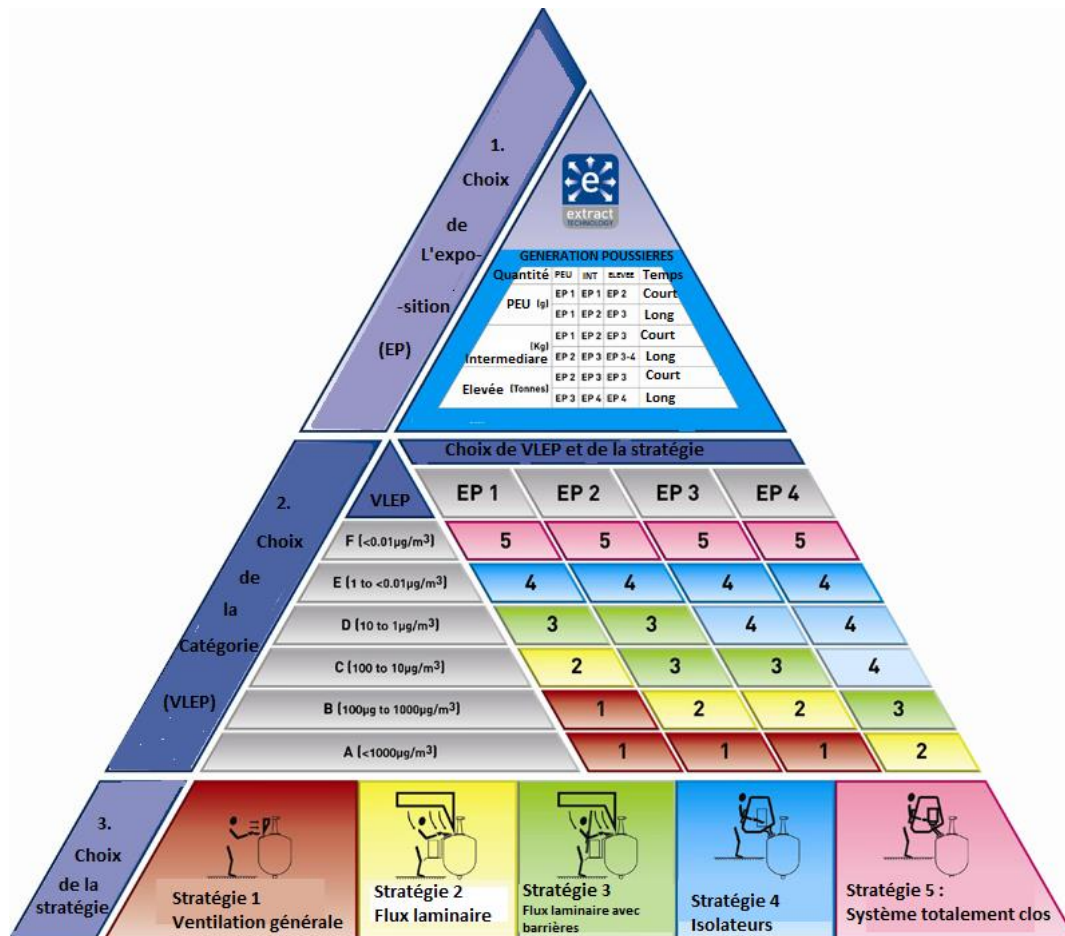 1.
Choix
de
L'expo-
-sition
(EP)
e
extract
TECHNOLOGY
GENERATION POUSSIERES
Quantité PEU INT ELEVEE Temps
PEU (g) EP 1 EP 1 EP 2 Court
EP 1 EP 2 EP 3 Long
(Kg) Intermediare EP 1 EP 2 EP 3 Court
EP 2 EP 3 EP 3-4 Long
Elevée (Tonnes) EP 2 EP 3 EP 3 Court
EP 3 EP 4 EP 4 Long
2.
Choix
de
la
Catégorie
(VLEP)
Choix de VLEP et de la stratégie
VLEP EP 1 EP 2 EP 3 EP 4
F (<0.01µg/m³) 5 5 5 5
E (1 to <0.01µg/m³) 4 4 4 4
D (10 to 1µg/m³) 3 3 4 4
C (100 to 10µg/m³) 2 3 3 4
B (100µg to 1000µg/m³) 1 2 2 3
A (<1000µg/m³) 1 1 1 2
3.
Choix
de la
stratégie
Stratégie 1
Ventilation générale
Stratégie 2
Flux laminaire
Stratégie 3
Flux laminaire avec
barrières
Stratégie 4
Isolateurs
Stratégie 5 :
Système totalement clos